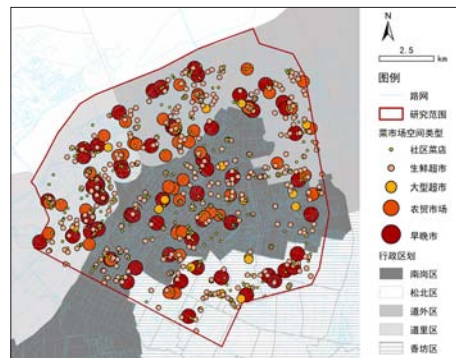 N
2.5
km
图例
路网
研究范围
菜市场空间类型
社区菜店
生鲜超市
大型超市
农贸市场
早晚市
行政区划
南岗区
松北区
道外区
道里区
香坊区